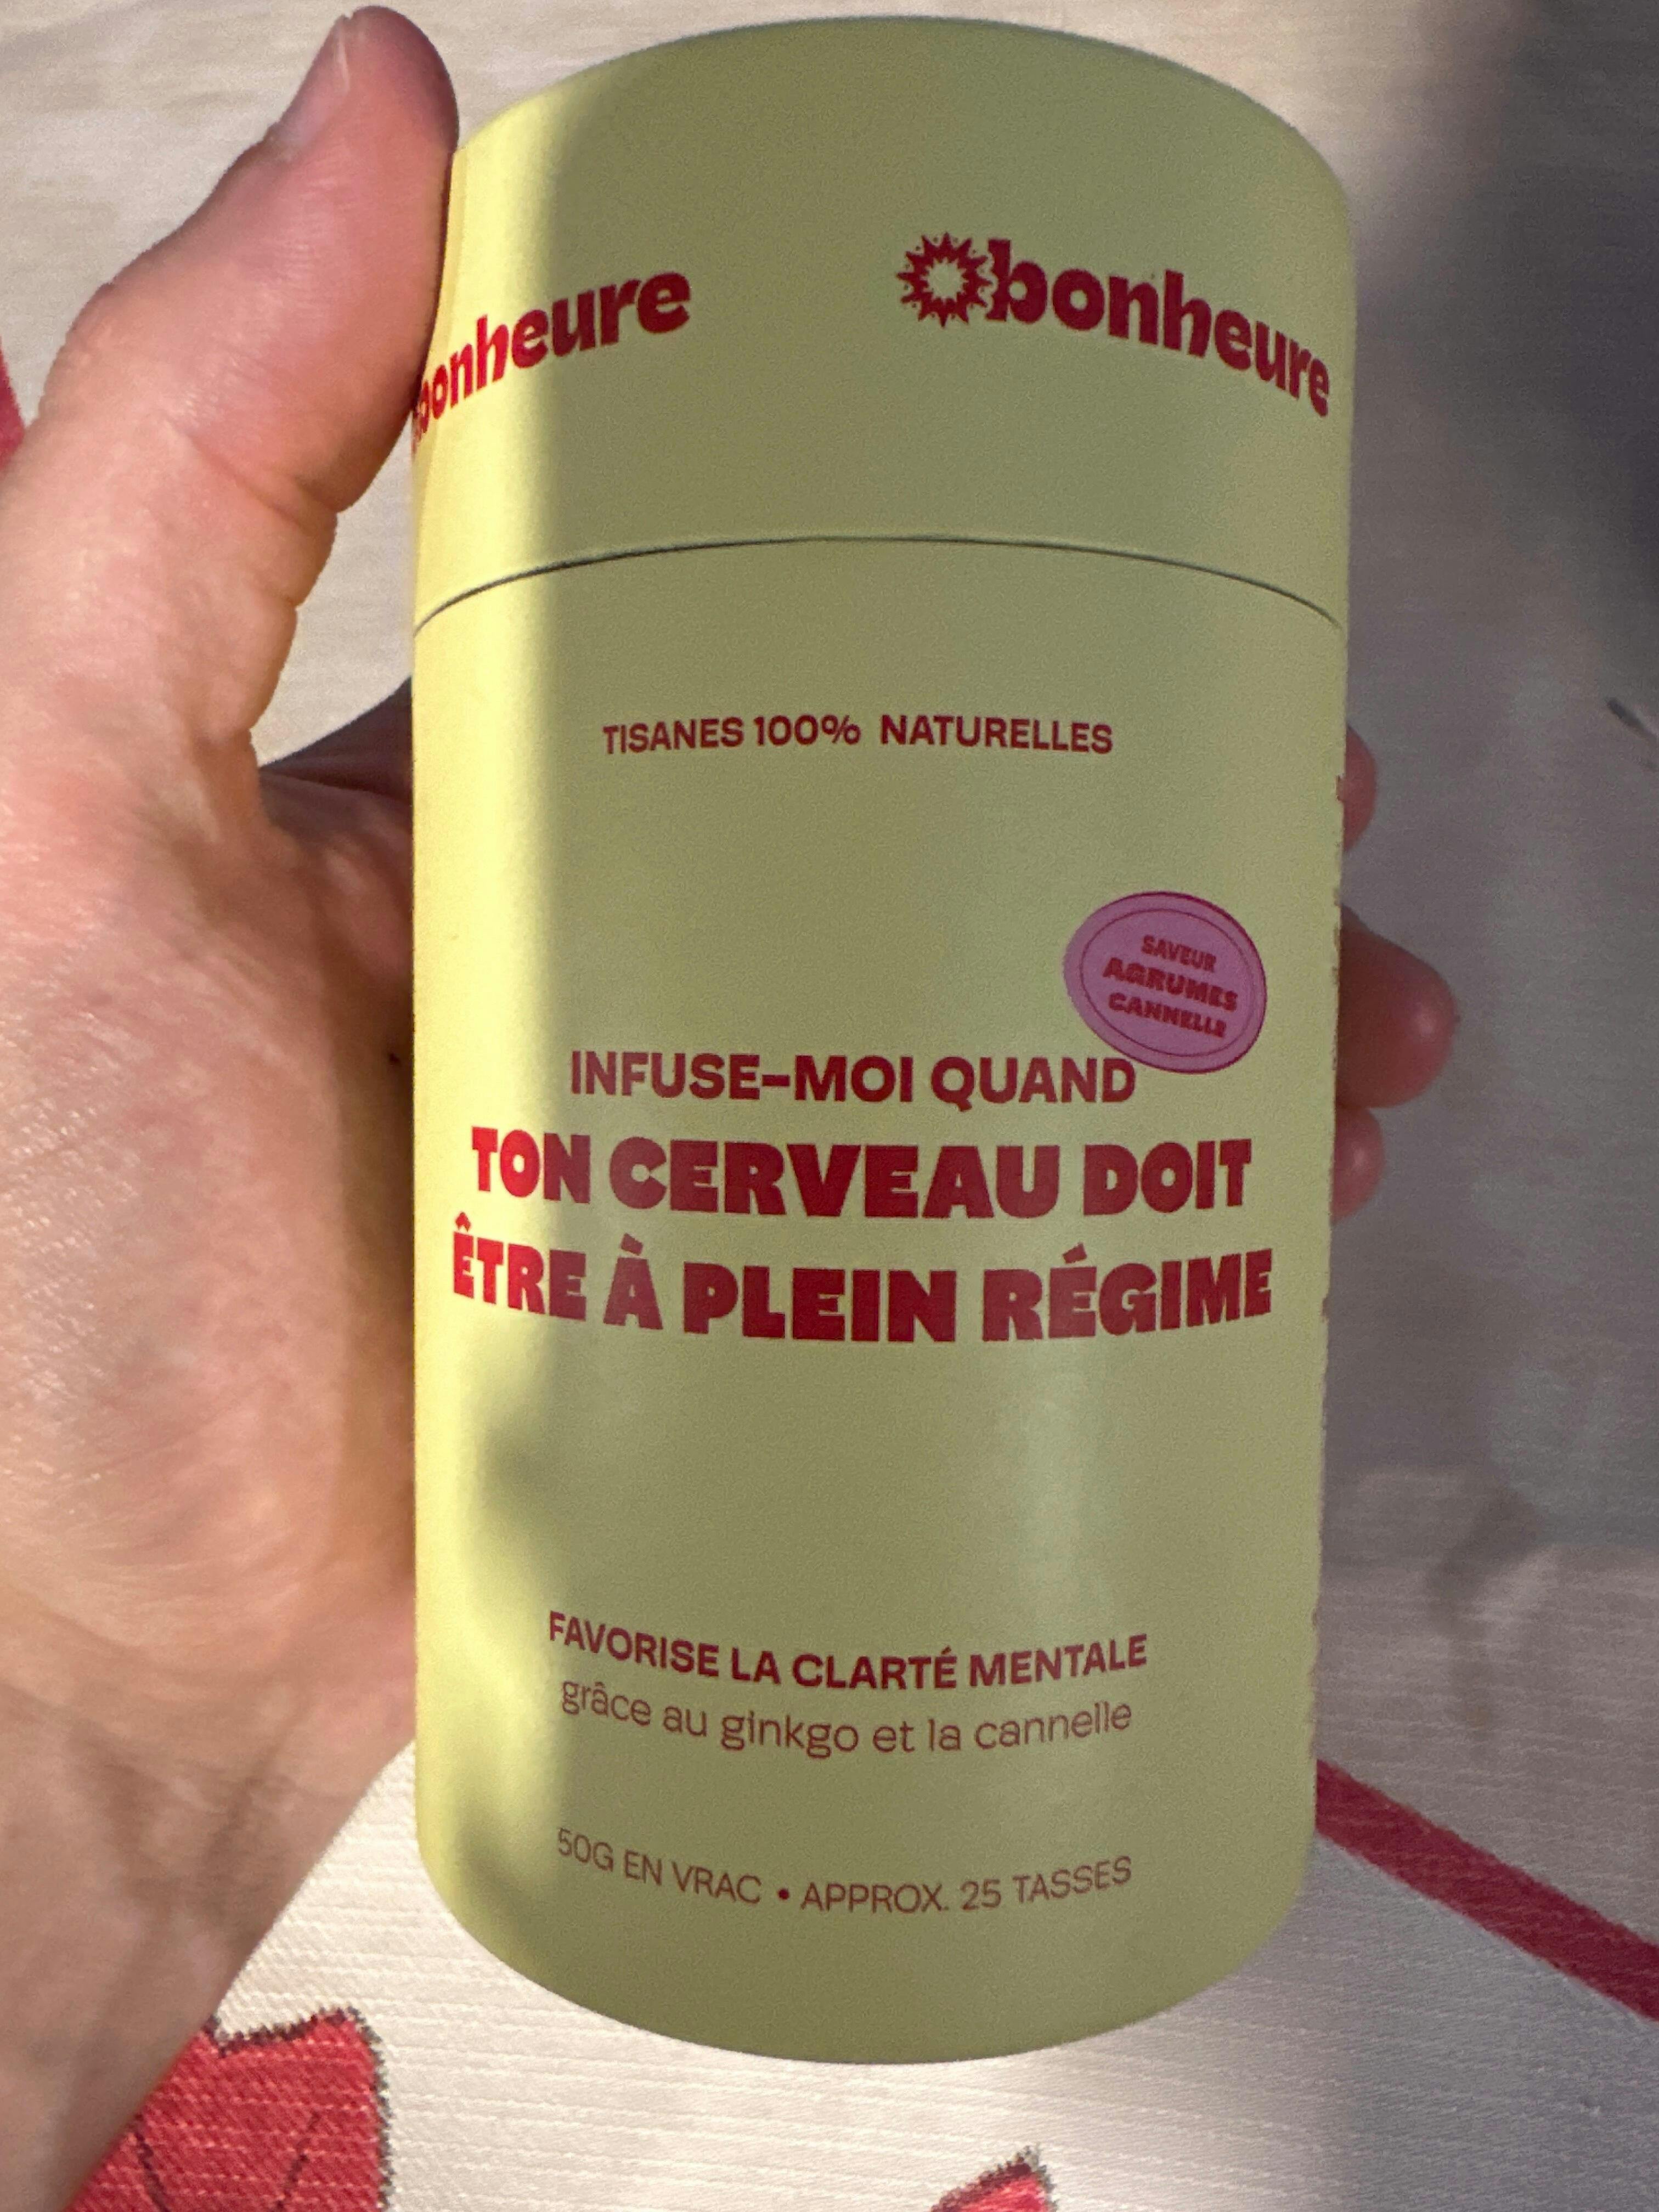 bonheure
bonheure
TISANES 100% NATURELLES
SAVEUR
AGRUMES
CANNELLE
INFUSE-MOI QUAND
TON CERVEAU DOIT
ÊTRE À PLEIN RÉGIME
FAVORISE LA CLARTÉ MENTALE
grâce au ginkgo et la cannelle
50G EN VRAC • APPROX. 25 TASSES